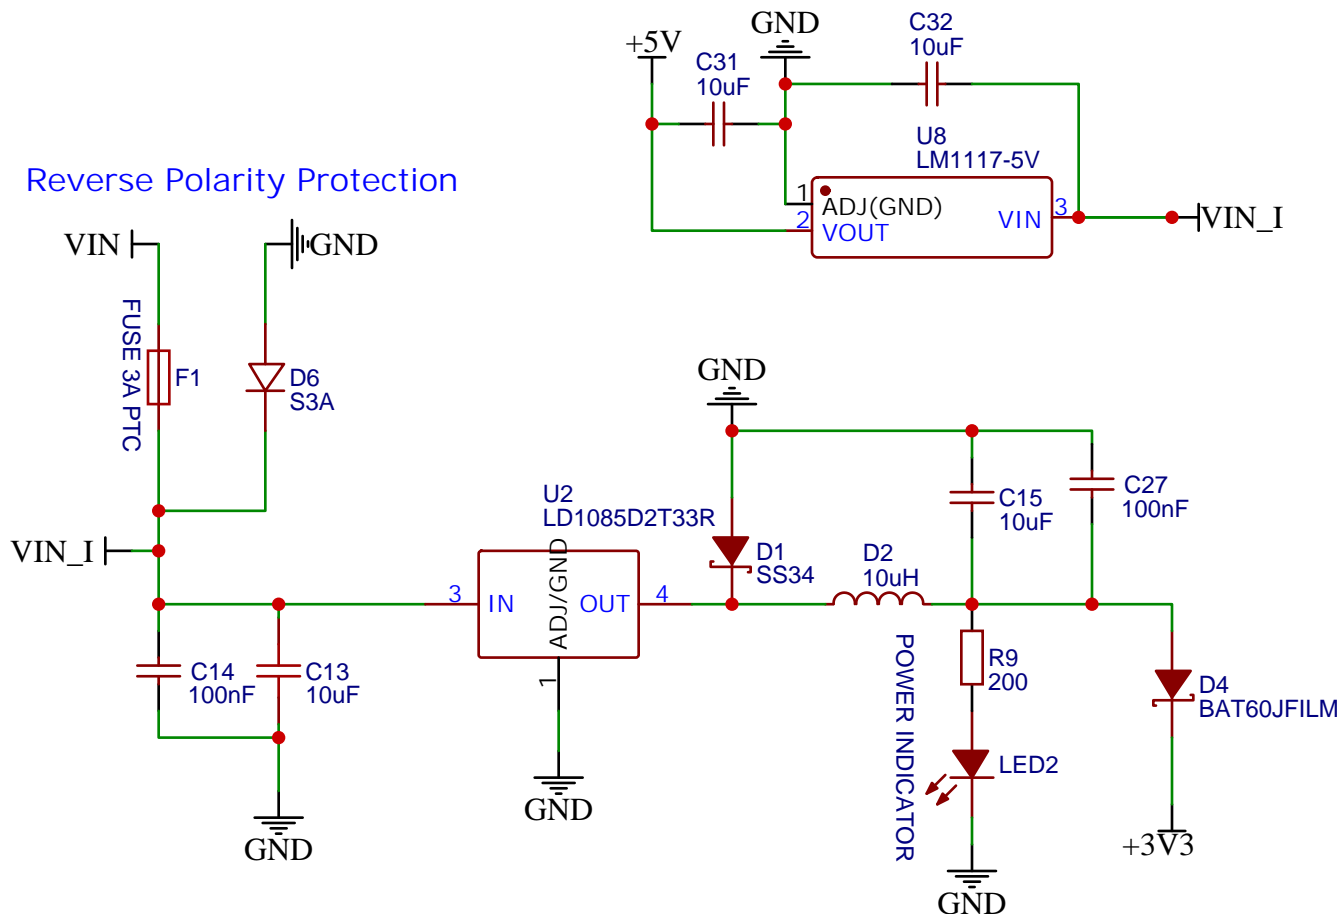 GND
C32
10uF
+5V
C31
10uF
U8
LM1117-5V
Reverse Polarity Protection
1
ADJ(GND)
2
VOUT
VIN
3
VIN_I
VIN
GND
FUSE 3A PTC
F1
D6
S3A
GND
U2
LD1085D2T33R
C15
10uF
C27
100nF
VIN_I
D1
SS34
D2
10uH
3
IN
ADJ/GND
OUT
4
1
C14
100nF
C13
10uF
POWER INDICATOR
R9
200
D4
BAT60JFILM
LED2
GND
GND
+3V3
GND